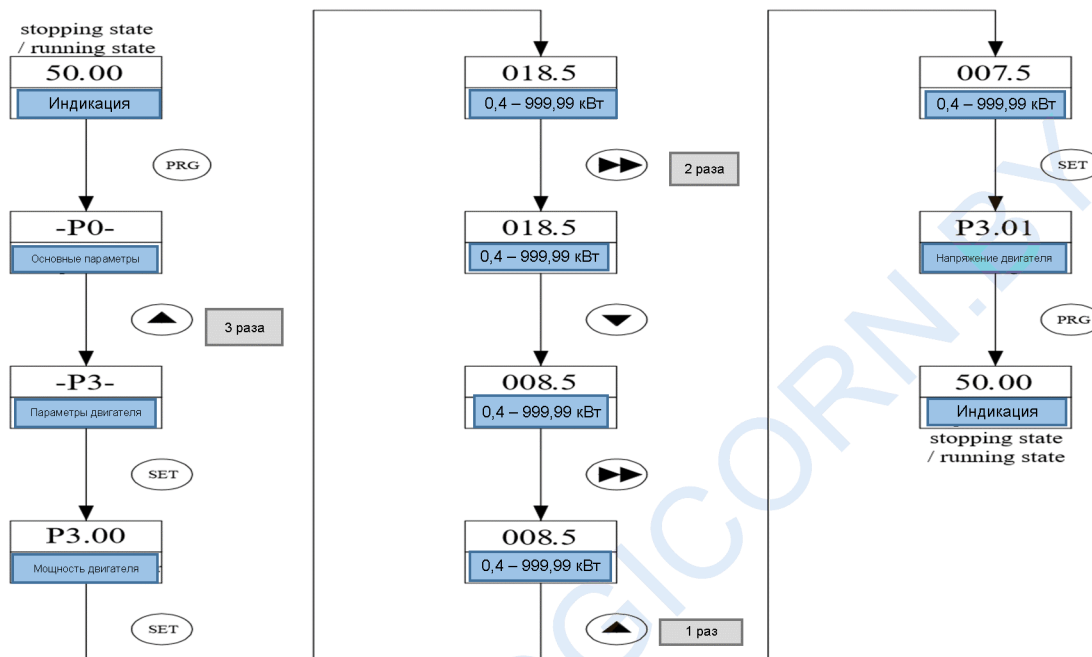 stopping state
/ running state
50.00
Индикация
PRG
-P0-
Основные параметры
3 раза
-P3-
Параметры двигателя
SET
P3.00
Мощность двигателя
SET
018.5
0,4 – 999,99 кВт
2 раза
018.5
0,4 – 999,99 кВт
008.5
0,4 – 999,99 кВт
008.5
0,4 – 999,99 кВт
1 раз
007.5
0,4 – 999,99 кВт
SET
P3.01
Напряжение двигателя
PRG
50.00
Индикация
stopping state
/ running state
GICORN.BY